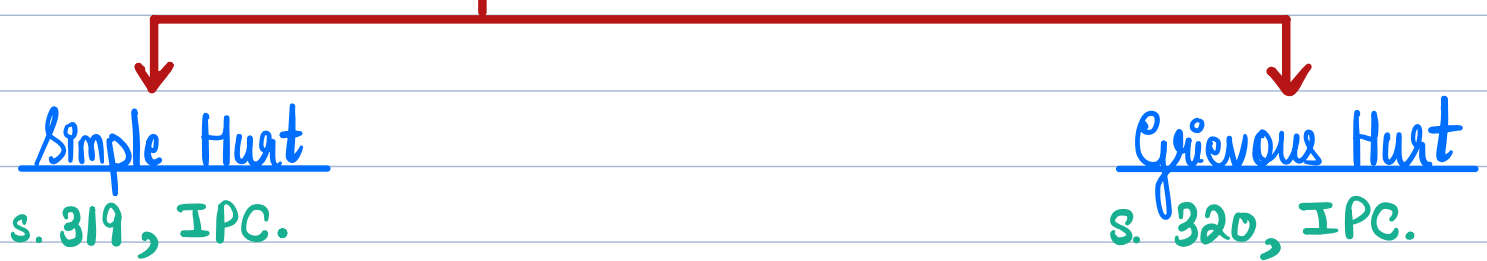 Simple Hurt Grievous Hurt
s. 319, IPC. s. 320, IPC.